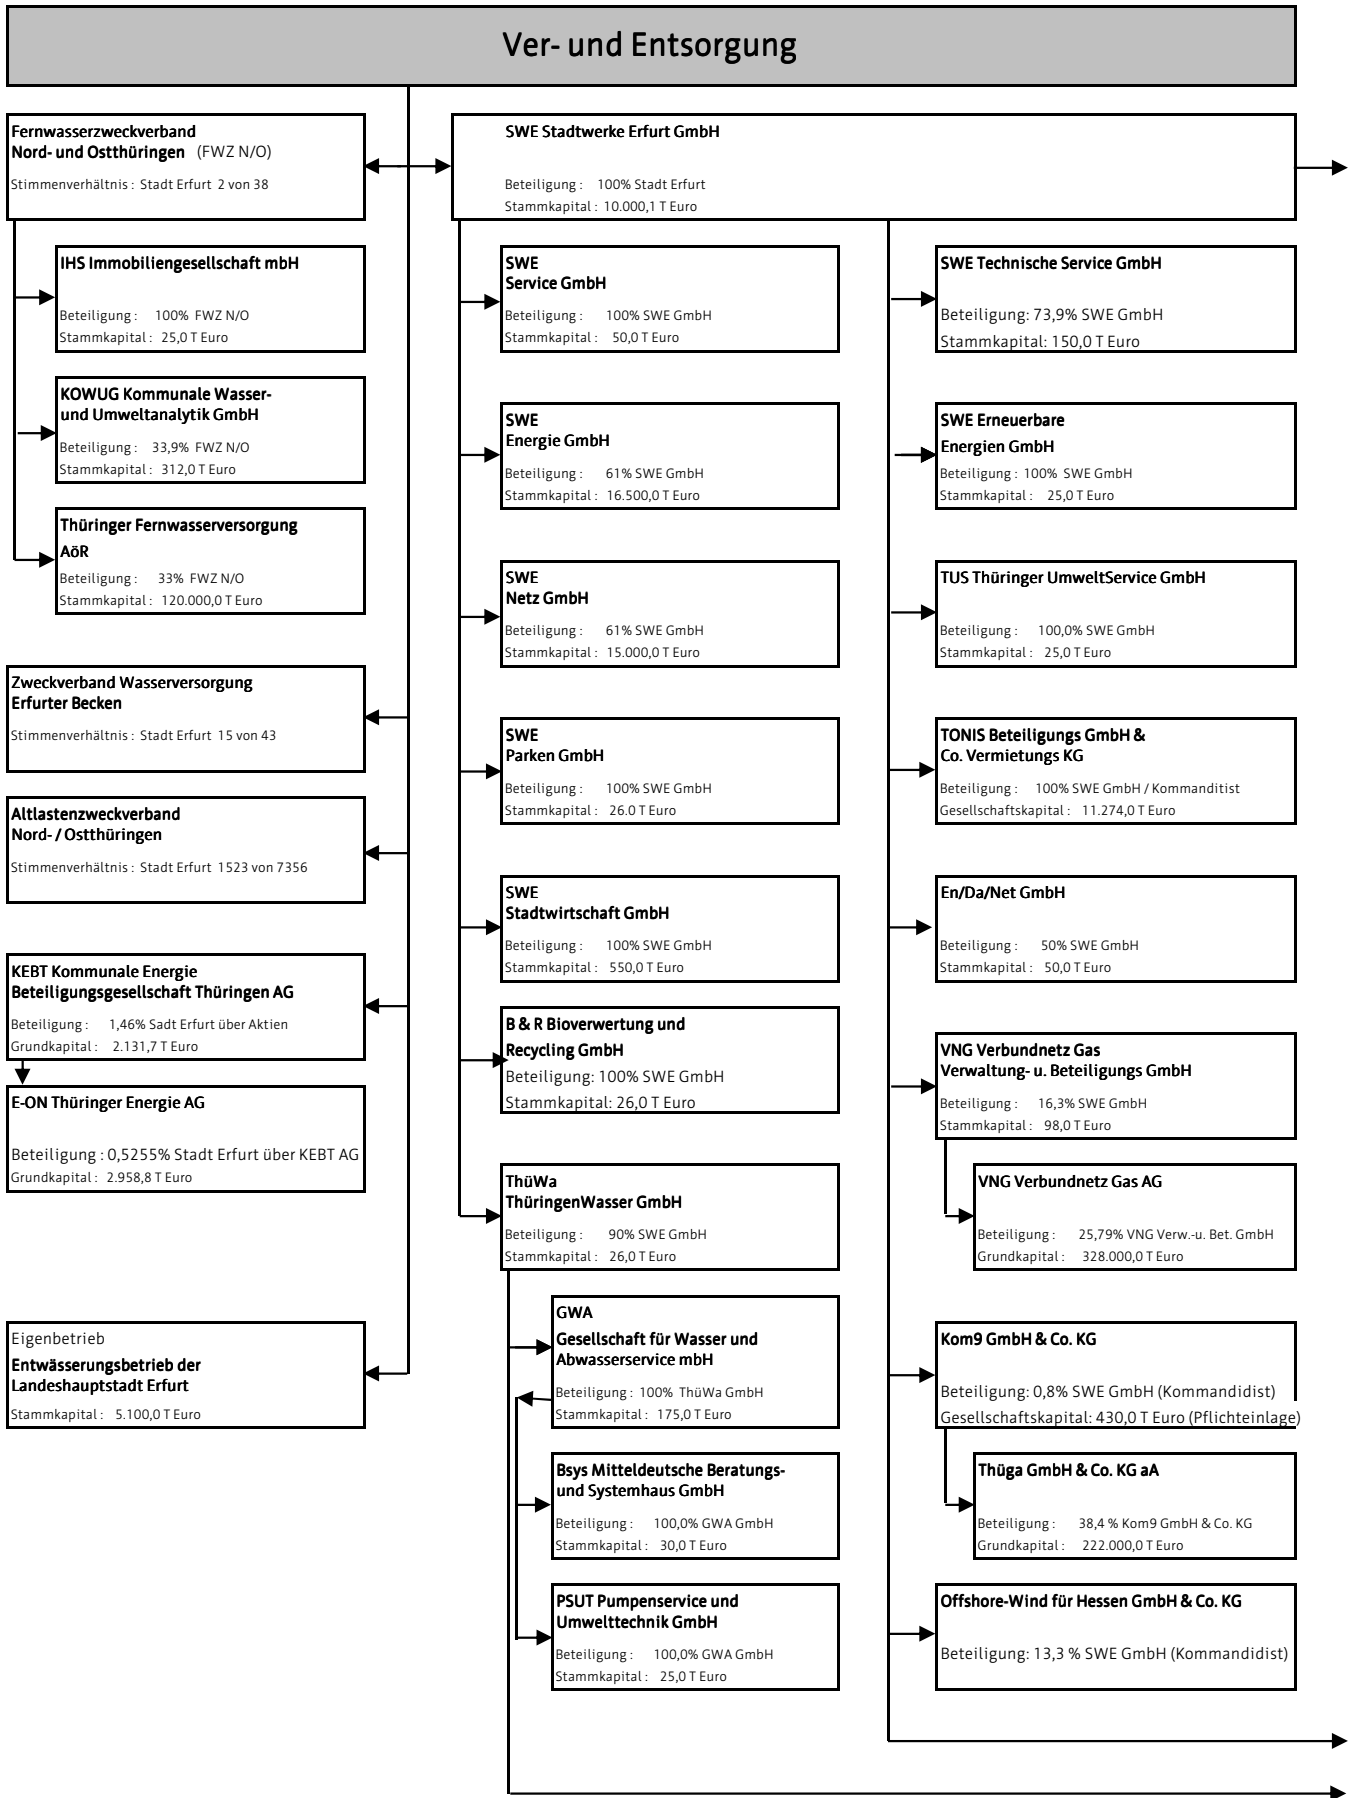 Ver- und Entsorgung
Fernwasserzweckverband
Nord- und Ostthüringen (FWZ N/O)
Stimmenverhältnis : Stadt Erfurt 2 von 38
IHS Immobiliengesellschaft mbH
Beteiligung : 100% FWZ N/O
Stammkapital : 25,0 T Euro
KOWUG Kommunale Wasser-
und Umweltanalytik GmbH
Beteiligung : 33,9% FWZ N/O
Stammkapital : 312,0 T Euro
Thüringer Fernwasserversorgung
AöR
Beteiligung : 33% FWZ N/O
Stammkapital : 120.000,0 T Euro
Zweckverband Wasserversorgung
Erfurter Becken
Stimmenverhältnis : Stadt Erfurt 15 von 43
Altlastenzweckverband
Nord- / Ostthüringen
Stimmenverhältnis : Stadt Erfurt 1523 von 7356
KEBT Kommunale Energie
Beteiligungsgesellschaft Thüringen AG
Beteiligung : 1,46% Sadt Erfurt über Aktien
Grundkapital : 2.131,7 T Euro
E-ON Thüringer Energie AG
Beteiligung : 0,5255% Stadt Erfurt über KEBT AG
Grundkapital : 2.958,8 T Euro
Eigenbetrieb
Entwässerungsbetrieb der
Landeshauptstadt Erfurt
Stammkapital : 5.100,0 T Euro
SWE Stadtwerke Erfurt GmbH
Beteiligung : 100% Stadt Erfurt
Stammkapital : 10.000,1 T Euro
SWE
Service GmbH
Beteiligung : 100% SWE GmbH
Stammkapital : 50,0 T Euro
SWE
Energie GmbH
Beteiligung : 61% SWE GmbH
Stammkapital : 16.500,0 T Euro
SWE
Netz GmbH
Beteiligung : 61% SWE GmbH
Stammkapital : 15.000,0 T Euro
SWE
Parken GmbH
Beteiligung : 100% SWE GmbH
Stammkapital : 26.0 T Euro
SWE
Stadtwirtschaft GmbH
Beteiligung : 100% SWE GmbH
Stammkapital : 550,0 T Euro
B & R Bioverwertung und
Recycling GmbH
Beteiligung: 100% SWE GmbH
Stammkapital: 26,0 T Euro
ThüWa
ThüringenWasser GmbH
Beteiligung : 90% SWE GmbH
Stammkapital : 26,0 T Euro
GWA
Gesellschaft für Wasser und
Abwasserservice mbH
Beteiligung : 100% ThüWa GmbH
Stammkapital : 175,0 T Euro
Bsys Mitteldeutsche Beratungs-
und Systemhaus GmbH
Beteiligung : 100,0% GWA GmbH
Stammkapital : 30,0 T Euro
PSUT Pumpenservice und
Umwelttechnik GmbH
Beteiligung : 100,0% GWA GmbH
Stammkapital : 25,0 T Euro
SWE Technische Service GmbH
Beteiligung: 73,9% SWE GmbH
Stammkapital: 150,0 T Euro
SWE Erneuerbare
Energien GmbH
Beteiligung : 100% SWE GmbH
Stammkapital : 25,0 T Euro
TUS Thüringer UmweltService GmbH
Beteiligung : 100,0% SWE GmbH
Stammkapital : 25,0 T Euro
TONIS Beteiligungs GmbH &
Co. Vermietungs KG
Beteiligung : 100% SWE GmbH / Kommanditist
Gesellschaftskapital : 11.274,0 T Euro
En/Da/Net GmbH
Beteiligung : 50% SWE GmbH
Stammkapital : 50,0 T Euro
VNG Verbundnetz Gas
Verwaltung- u. Beteiligungs GmbH
Beteiligung : 16,3% SWE GmbH
Stammkapital : 98,0 T Euro
VNG Verbundnetz Gas AG
Beteiligung : 25,79% VNG Verw.-u. Bet. GmbH
Grundkapital : 328.000,0 T Euro
Kom9 GmbH & Co. KG
Beteiligung: 0,8% SWE GmbH (Kommandidist)
Gesellschaftskapital: 430,0 T Euro (Pflichteinlage)
Thüga GmbH & Co. KG aA
Beteiligung : 38,4 % Kom9 GmbH & Co. KG
Grundkapital : 222.000,0 T Euro
Offshore-Wind für Hessen GmbH & Co. KG
Beteiligung: 13,3 % SWE GmbH (Kommandidist)